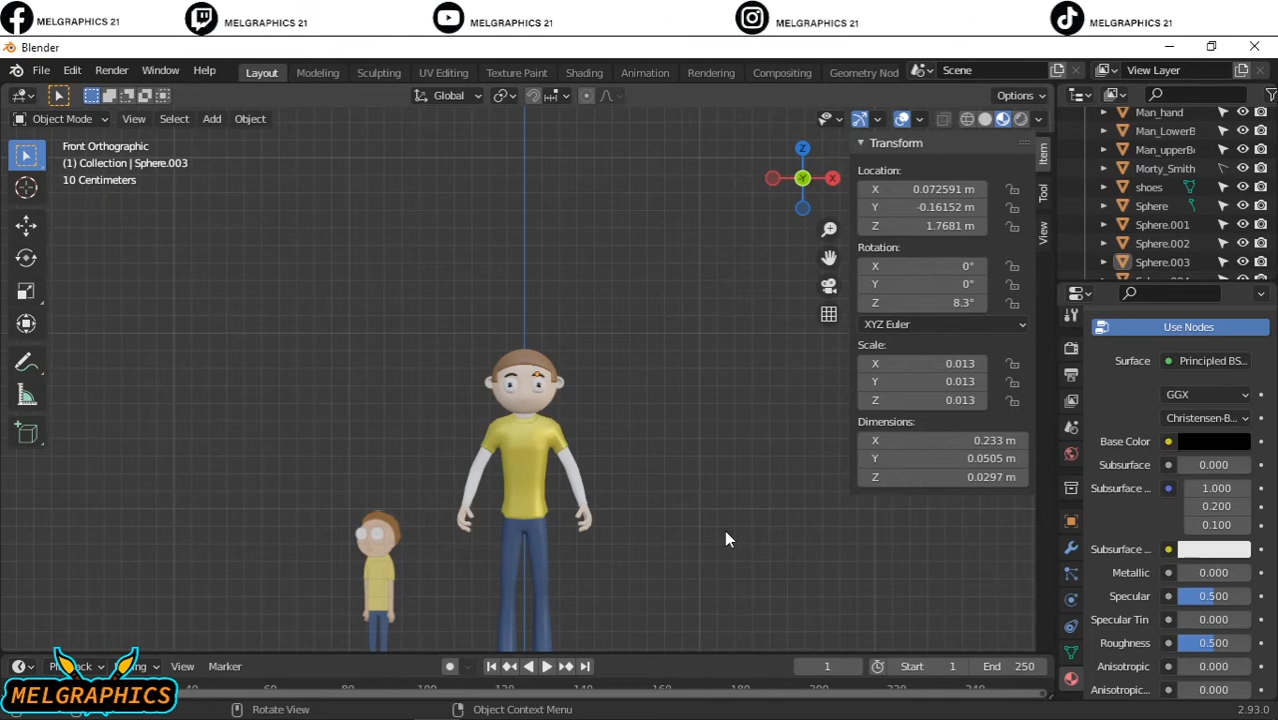 MELGRAPHICS 21 MELGRAPHICS 21 MELGRAPHICS 21 MELGRAPHICS 21 MELGRAPHICS 21
Blender
File Edit Render Window Help Layout Modeling Sculpting UV Editing Texture Paint Shading Animation Rendering Compositing Geometry Nod Scene View Layer
Global Options
Object Mode View Select Add Object
Front Orthographic
(1) Collection | Sphere.003
10 Centimeters
Z
X
-Y
Transform
Location:
X 0.072591 m
Y -0.16152 m
Z 1.7681 m
Rotation:
X 0°
Y 0°
Z 8.3°
XYZ Euler
Scale:
X 0.013
Y 0.013
Z 0.013
Dimensions:
X 0.233 m
Y 0.0505 m
Z 0.0297 m
Item
Tool
View
Man_hand
Man_LowerB
Man_upperBo
Morty_Smith
shoes
Sphere
Sphere.001
Sphere.002
Sphere.003
Use Nodes
Surface Principled BS...
GGX
Christensen-B...
Base Color
Subsurface 0.000
Subsurface ... 1.000
0.200
0.100
Subsurface ...
Metallic 0.000
Specular 0.500
Specular Tin 0.000
Roughness 0.500
Anisotropic 0.000
Anisotropic... 0.000
View Marker 1 Start 1 End 250
MELGRAPHICS
Rotate View Object Context Menu 2.93.0